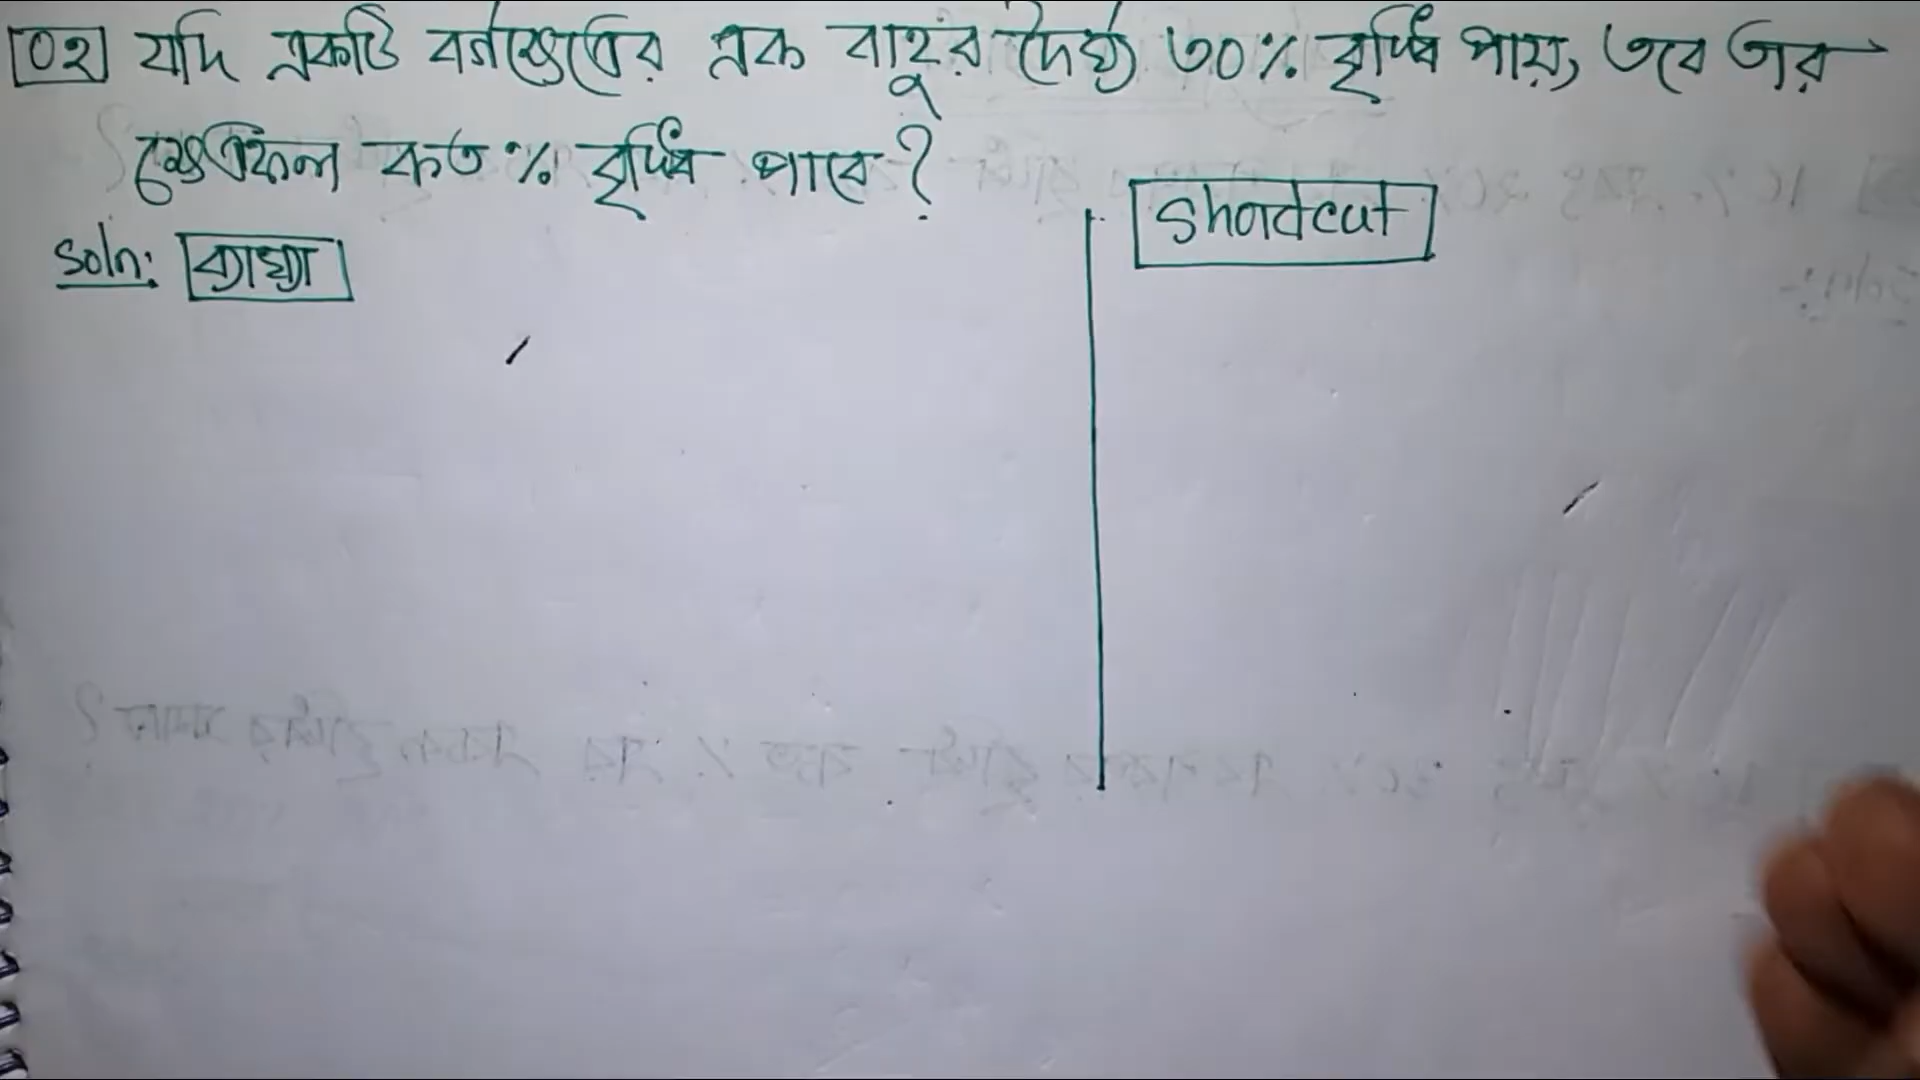 ০২ যদি একটি বর্গক্ষেত্রের এক বাহুর দৈর্ঘ্য ৩০% বৃদ্ধি পায়, তবে তার
ক্ষেত্রফল কত % বৃদ্ধি পাবে?
Soln: ব্যাখ্যা
Shortcut